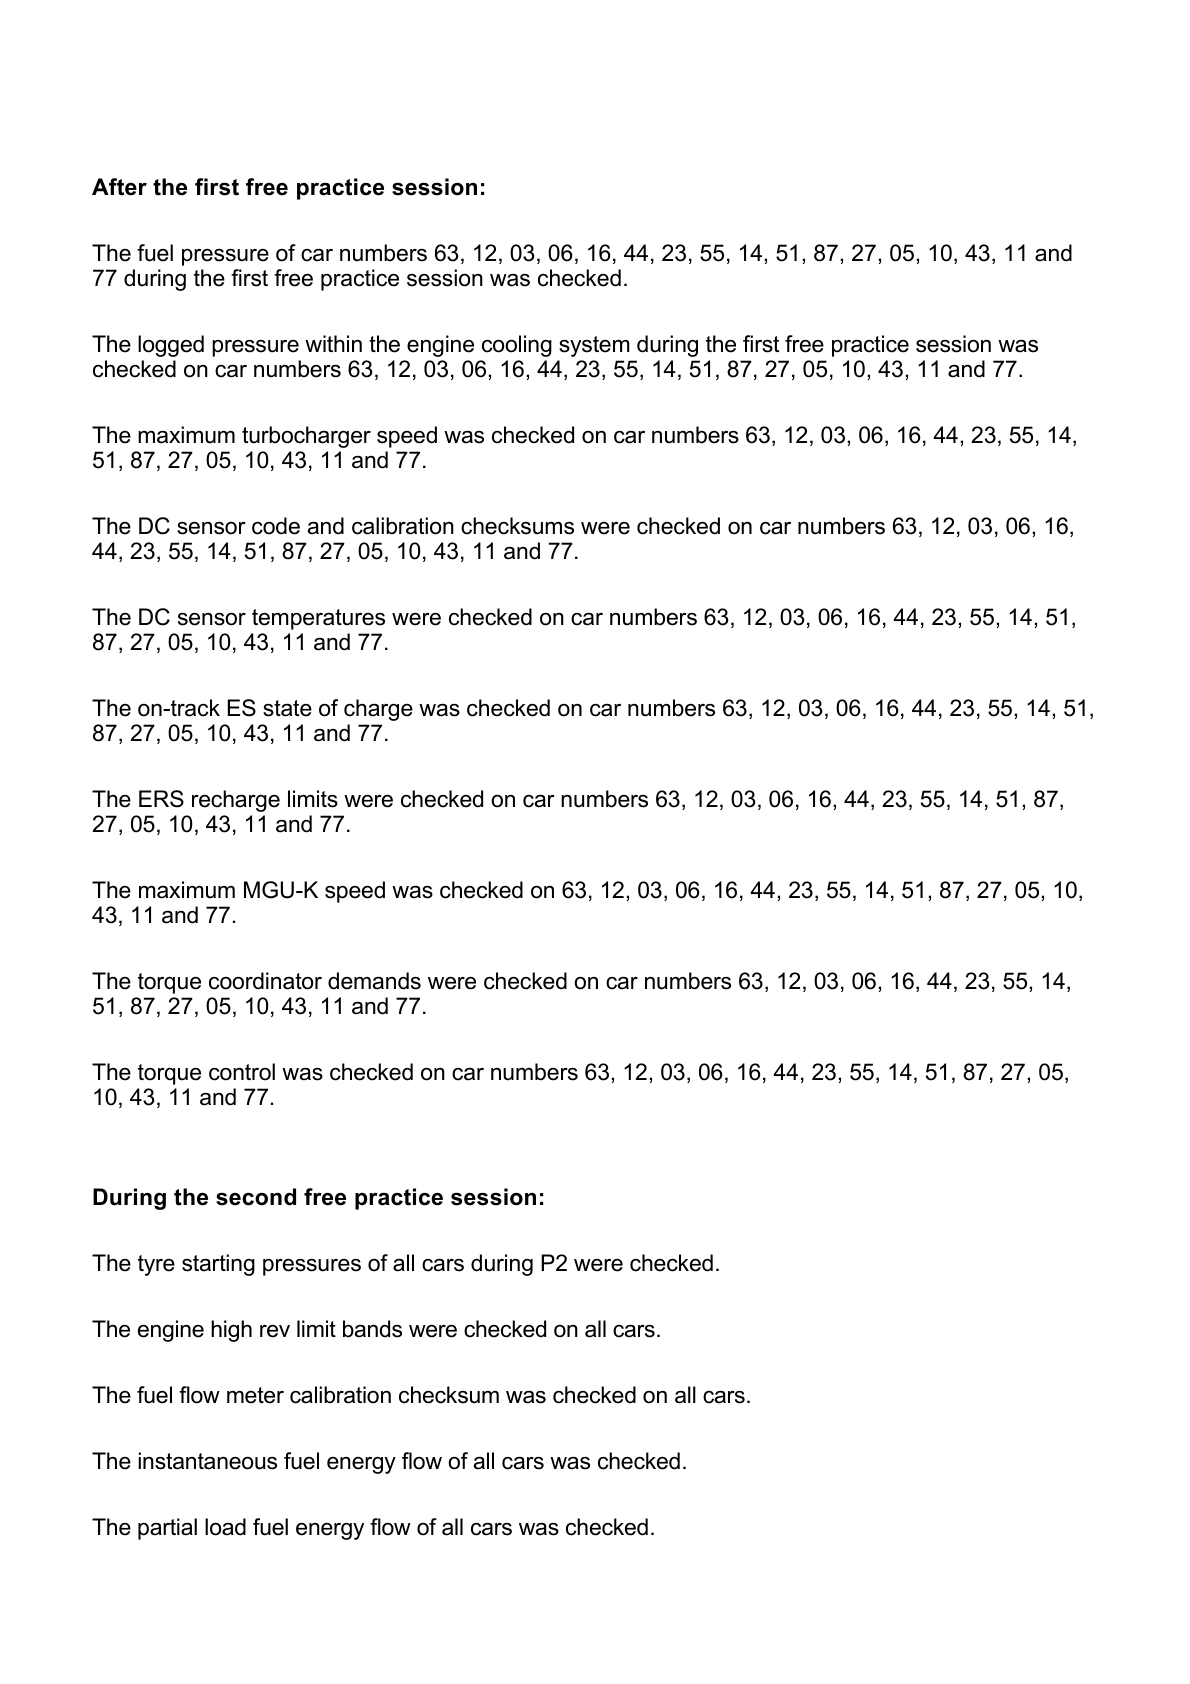 After the first free practice session:
The fuel pressure of car numbers 63, 12, 03, 06, 16, 44, 23, 55, 14, 51, 87, 27, 05, 10, 43, 11 and
77 during the first free practice session was checked.
The logged pressure within the engine cooling system during the first free practice session was
checked on car numbers 63, 12, 03, 06, 16, 44, 23, 55, 14, 51, 87, 27, 05, 10, 43, 11 and 77.
The maximum turbocharger speed was checked on car numbers 63, 12, 03, 06, 16, 44, 23, 55, 14,
51, 87, 27, 05, 10, 43, 11 and 77.
The DC sensor code and calibration checksums were checked on car numbers 63, 12, 03, 06, 16,
44, 23, 55, 14, 51, 87, 27, 05, 10, 43, 11 and 77.
The DC sensor temperatures were checked on car numbers 63, 12, 03, 06, 16, 44, 23, 55, 14, 51,
87, 27, 05, 10, 43, 11 and 77.
The on-track ES state of charge was checked on car numbers 63, 12, 03, 06, 16, 44, 23, 55, 14, 51,
87, 27, 05, 10, 43, 11 and 77.
The ERS recharge limits were checked on car numbers 63, 12, 03, 06, 16, 44, 23, 55, 14, 51, 87,
27, 05, 10, 43, 11 and 77.
The maximum MGU-K speed was checked on 63, 12, 03, 06, 16, 44, 23, 55, 14, 51, 87, 27, 05, 10,
43, 11 and 77.
The torque coordinator demands were checked on car numbers 63, 12, 03, 06, 16, 44, 23, 55, 14,
51, 87, 27, 05, 10, 43, 11 and 77.
The torque control was checked on car numbers 63, 12, 03, 06, 16, 44, 23, 55, 14, 51, 87, 27, 05,
10, 43, 11 and 77.
During the second free practice session:
The tyre starting pressures of all cars during P2 were checked.
The engine high rev limit bands were checked on all cars.
The fuel flow meter calibration checksum was checked on all cars.
The instantaneous fuel energy flow of all cars was checked.
The partial load fuel energy flow of all cars was checked.